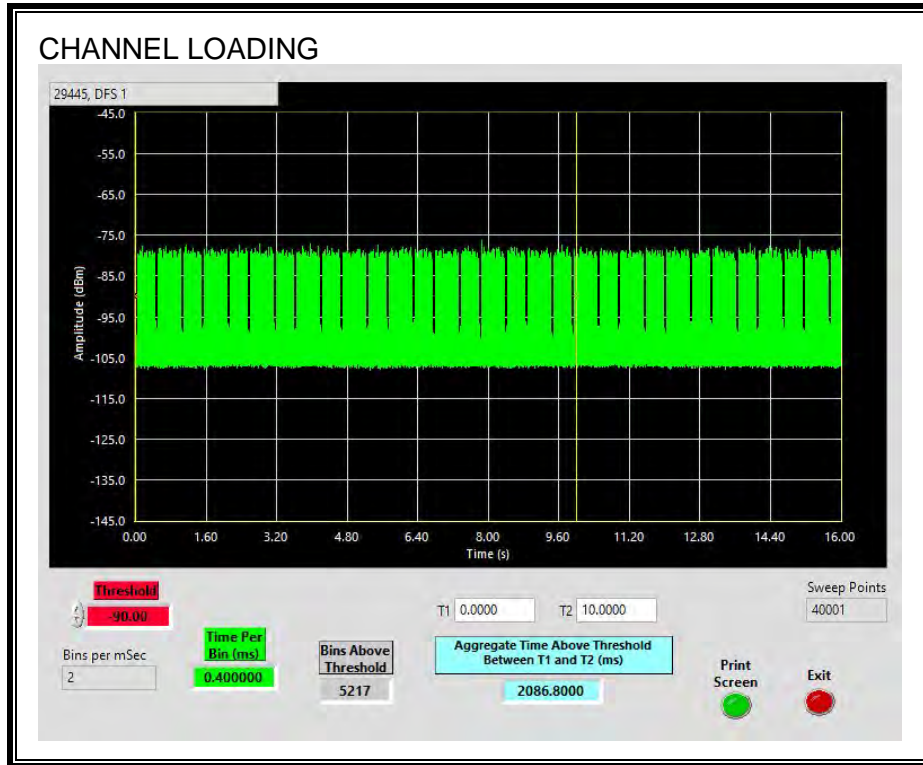 CHANNEL LOADING
29445, DFS 1
-45.0
-55.0
-65.0
-75.0
-85.0
-95.0
-105.0
-115.0
-125.0
-135.0
-145.0
Amplitude (dBm)
0.00 1.60 3.20 4.80 6.40 8.00 9.60 11.20 12.80 14.40 16.00
Time (s)
Threshold
-90.00
Bins per mSec
2
Time Per
Bin (ms)
0.400000
Bins Above
Threshold
5217
T1 0.0000 T2 10.0000
Aggregate Time Above Threshold
Between T1 and T2 (ms)
2086.8000
Sweep Points
40001
Print
Screen
Exit